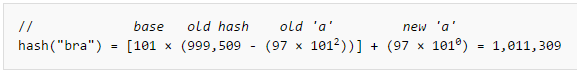 //             base   old hash    old 'a'         new 'a'
hash("bra") = [101 × (999,509 - (97 × 101²))] + (97 × 101⁰) = 1,011,309